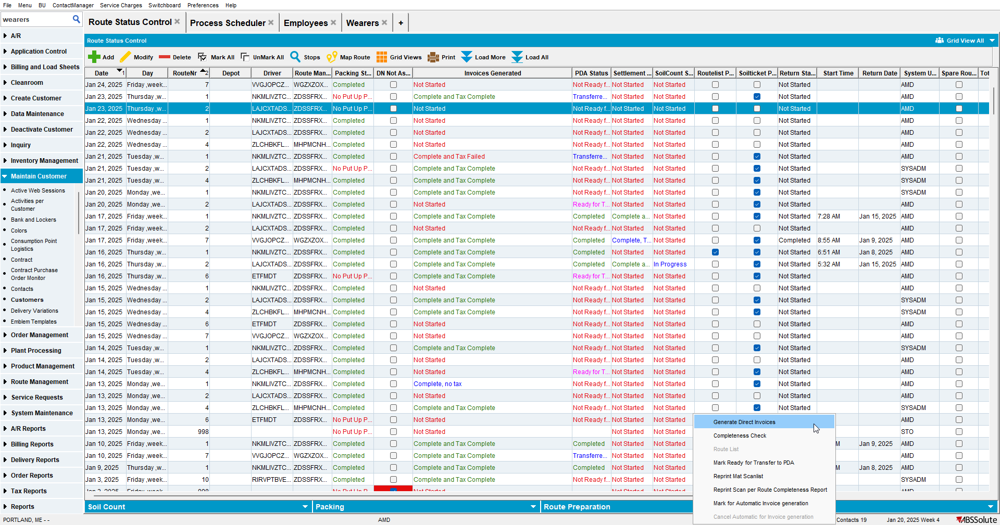 File Menu BU ContactManager Service Charges Switchboard Preferences Help
wearers
Route Status Control Process Scheduler Employees Wearers +
Route Status Control Grid View All
Add Modify Delete Mark All UnMark All Stops Map Route Grid Views Print Load More Load All
A/R
Application Control
Billing and Load Sheets
Cleanroom
Create Customer
Data Maintenance
Deactivate Customer
Inquiry
Inventory Management
Maintain Customer
Active Web Sessions
Activities per
Customer
Bank and Lockers
Colors
Consumption Point
Logistics
Contract
Contract Purchase
Order Monitor
Contacts
Customers
Delivery Variations
Emblem Templates
Order Management
Plant Processing
Product Management
Route Management
Service Requests
System Maintenance
A/R Reports
Billing Reports
Delivery Reports
Order Reports
Tax Reports
Reports
Date 1 Day RouteNr 2 Depot Driver Route Man... Packing St... DN Not As... Invoices Generated PDA Status Settlement ... SoilCount S... Routelist P... Soilticket P... Return Sta... Start Time Return Date System U... Spare Rou... Tot
Jan 24, 2025 Friday ,week... 7 VVGJOPCZ... WGZXZOX... Completed Not Started Not Ready f... Not Started Not Started Not Started AMD
Jan 23, 2025 Thursday ,w... 1 NKMLIVZTC... ZDSSFRX... No Put Up P... Complete and Tax Complete Transferre... Not Started Not Started Not Started AMD
Jan 23, 2025 Thursday ,w... 2 LAJCXTADS... ZDSSFRX... No Put Up P... Not Started Not Ready f... Not Started Not Started Not Started AMD
Jan 22, 2025 Wednesday ... 1 NKMLIVZTC... ZDSSFRX... Completed Not Started Not Ready f... Not Started Not Started Not Started AMD
Jan 22, 2025 Wednesday ... 2 LAJCXTADS... ZDSSFRX... Completed Not Started Not Ready f... Not Started Not Started Not Started AMD
Jan 22, 2025 Wednesday ... 4 ZLCHBKFL... MHPMCNH... Completed Not Started Not Ready f... Not Started Not Started Not Started AMD
Jan 21, 2025 Tuesday ,w... 1 NKMLIVZTC... ZDSSFRX... Completed Complete and Tax Failed Transferre... Not Started Not Started Not Started AMD
Jan 21, 2025 Tuesday ,w... 2 LAJCXTADS... ZDSSFRX... No Put Up P... Complete and Tax Complete Not Ready f... Not Started Not Started Not Started SYSADM
Jan 21, 2025 Tuesday ,w... 4 ZLCHBKFL... MHPMCNH... Completed Complete and Tax Complete Not Ready f... Not Started Not Started Not Started SYSADM
Jan 20, 2025 Monday ,we... 1 NKMLIVZTC... ZDSSFRX... Completed Complete and Tax Complete Not Ready f... Not Started Not Started Not Started SYSADM
Jan 20, 2025 Monday ,we... 2 LAJCXTADS... ZDSSFRX... Completed Not Started Ready for T... Not Started Not Started Not Started AMD
Jan 17, 2025 Friday ,week... 1 NKMLIVZTC... ZDSSFRX... Completed Complete and Tax Complete Completed Complete a... Not Started Not Started 7:28 AM Jan 15, 2025 AMD
Jan 17, 2025 Friday ,week... 2 LAJCXTADS... ZDSSFRX... Completed Not Started Not Ready f... Not Started Not Started Not Started AMD
Jan 17, 2025 Friday ,week... 7 VVGJOPCZ... WGZXZOX... Completed Complete and Tax Complete Completed Complete, T... Not Started Completed 8:55 AM Jan 9, 2025 AMD
Jan 16, 2025 Thursday ,w... 1 NKMLIVZTC... ZDSSFRX... Completed Complete and Tax Complete Completed Not Started Not Started Not Started 6:51 AM Jan 8, 2025 AMD
Jan 16, 2025 Thursday ,w... 2 LAJCXTADS... ZDSSFRX... Completed Complete and Tax Complete Completed Complete a... In Progress Not Started 5:32 AM Jan 15, 2025 AMD
Jan 16, 2025 Thursday ,w... 6 ETFMDT ZDSSFRX... No Put Up P... Complete and Tax Complete Ready for T... Not Started Not Started Not Started AMD
Jan 15, 2025 Wednesday ... 1 NKMLIVZTC... ZDSSFRX... Completed Not Started Not Ready f... Not Started Not Started Not Started AMD
Jan 15, 2025 Wednesday ... 2 LAJCXTADS... ZDSSFRX... Completed Complete and Tax Complete Not Ready f... Not Started Not Started Not Started SYSADM
Jan 15, 2025 Wednesday ... 4 ZLCHBKFL... MHPMCNH... Completed Complete and Tax Complete Not Ready f... Not Started Not Started Not Started SYSADM
Jan 15, 2025 Wednesday ... 6 ETFMDT ZDSSFRX... Completed Not Started Not Ready f... Not Started Not Started Not Started AMD
Jan 15, 2025 Wednesday ... 7 VVGJOPCZ... WGZXZOX... Completed Not Started Not Ready f... Not Started Not Started Not Started AMD
Jan 14, 2025 Tuesday ,w... 1 NKMLIVZTC... ZDSSFRX... Completed Complete and Tax Complete Not Ready f... Not Started Not Started Not Started SYSADM
Jan 14, 2025 Tuesday ,w... 2 LAJCXTADS... ZDSSFRX... Completed Not Started Not Ready f... Not Started Not Started Not Started AMD
Jan 14, 2025 Tuesday ,w... 4 ZLCHBKFL... MHPMCNH... Completed Not Started Ready for T... Not Started Not Started Not Started AMD
Jan 13, 2025 Monday ,we... 1 NKMLIVZTC... ZDSSFRX... Completed Complete, no tax Not Ready f... Not Started Not Started Not Started AMD
Jan 13, 2025 Monday ,we... 2 LAJCXTADS... ZDSSFRX... Completed Not Started Not Ready f... Not Started Not Started Not Started AMD
Jan 13, 2025 Monday ,we... 4 ZLCHBKFL... MHPMCNH... Completed Complete and Tax Complete Not Ready f... Not Started Not Started Not Started SYSADM
Jan 13, 2025 Monday ,we... 6 ETFMDT ZDSSFRX... No Put Up P... Not Started Not Ready f... Not Started Not Started AMD
Jan 13, 2025 Monday ,we... 998 No Put Up P... Not Started Not Started Not Started STO
Jan 10, 2025 Friday ,week... 1 NKMLIVZTC... ZDSSFRX... Completed Complete and Tax Complete Completed Not Started Not Started M Jan 9, 2025 AMD
Jan 10, 2025 Friday ,week... 7 VVGJOPCZ... WGZXZOX... Completed Complete and Tax Complete Transferre... Not Started Not Started AMD
Jan 9, 2025 Thursday ,w... 1 NKMLIVZTC... ZDSSFRX... Completed Complete and Tax Complete Completed Not Started Not Started M Jan 8, 2025 AMD
Jan 3, 2025 Friday ,week... 10 RIRVPTBVE... ZDSSFRX... Completed Complete and Tax Complete Not Ready f... Not Started Not Started SYSADM
Generate Direct Invoices
Completeness Check
Route List
Mark Ready for Transfer to PDA
Reprint Mat Scanlist
Reprint Scan per Route Completeness Report
Mark for Automatic Invoice generation
Cancel Automatic for Invoice generation
Soil Count Packing Route Preparation
PORTLAND, ME - - AMD Contacts 19 Jan 20, 2025 Week 4 ABSSolute